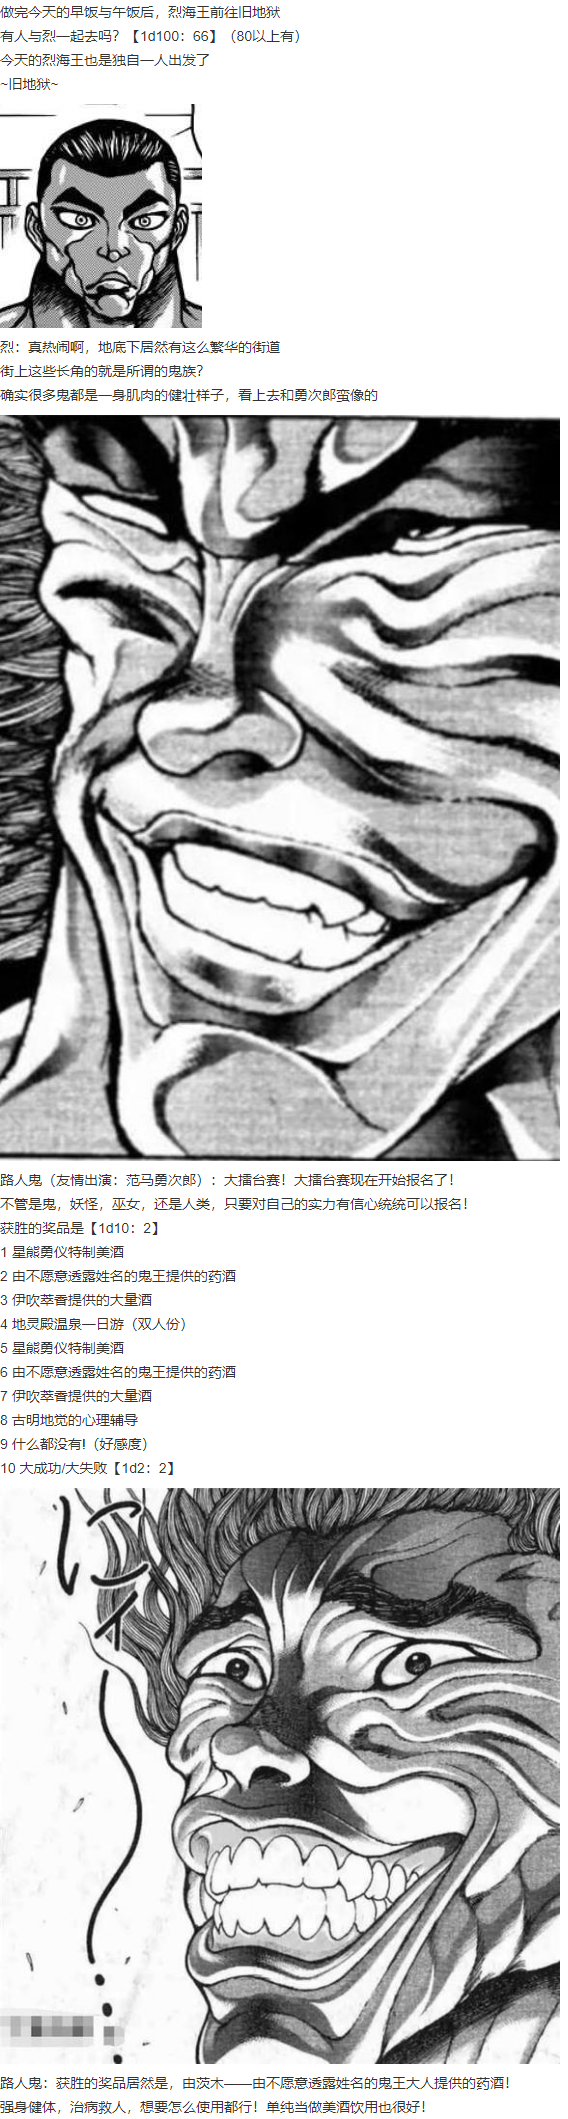 做完今天的早饭与午饭后，烈海王前往旧地狱
有人与烈一起去吗？【1d100：66】（80以上有）
今天的烈海王也是独自一人出发了
~旧地狱~
烈：真热闹啊，地底下居然有这么繁华的街道
街上这些长角的就是所谓的鬼族？
确实很多鬼都是一身肌肉的健壮样子，看上去和勇次郎蛮像的
路人鬼（友情出演：范马勇次郎）：大擂台赛！大擂台赛现在开始报名了！
不管是鬼，妖怪，巫女，还是人类，只要对自己的实力有信心统统可以报名！
获胜的奖品是【1d10：2】
1 星熊勇仪特制美酒
2 由不愿意透露姓名的鬼王提供的药酒
3 伊吹萃香提供的大量酒
4 地灵殿温泉一日游（双人份）
5 星熊勇仪特制美酒
6 由不愿意透露姓名的鬼王提供的药酒
7 伊吹萃香提供的大量酒
8 古明地觉的心理辅导
9 什么都没有!（好感度）
10 大成功/大失败【1d2：2】
路人鬼：获胜的奖品居然是，由茨木——由不愿意透露姓名的鬼王大人提供的药酒！
强身健体，治病救人，想要怎么使用都行！单纯当做美酒饮用也很好！